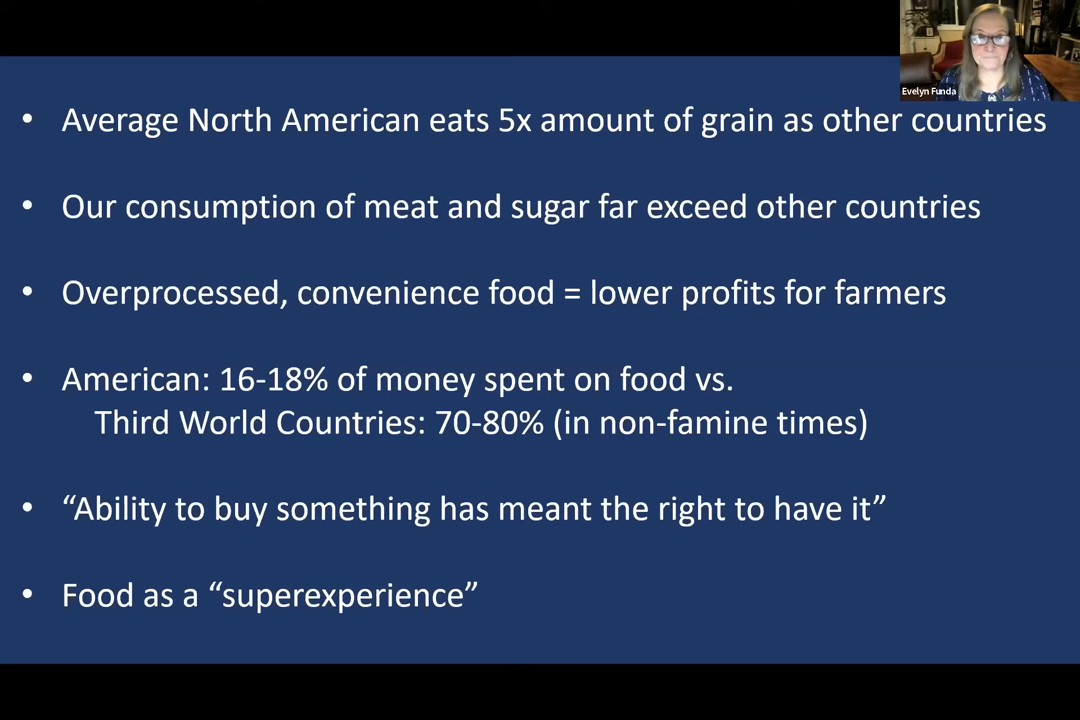 Evelyn Funda
• Average North American eats 5x amount of grain as other countries
• Our consumption of meat and sugar far exceed other countries
• Overprocessed, convenience food = lower profits for farmers
• American: 16-18% of money spent on food vs.
Third World Countries: 70-80% (in non-famine times)
• “Ability to buy something has meant the right to have it”
• Food as a “superexperience”